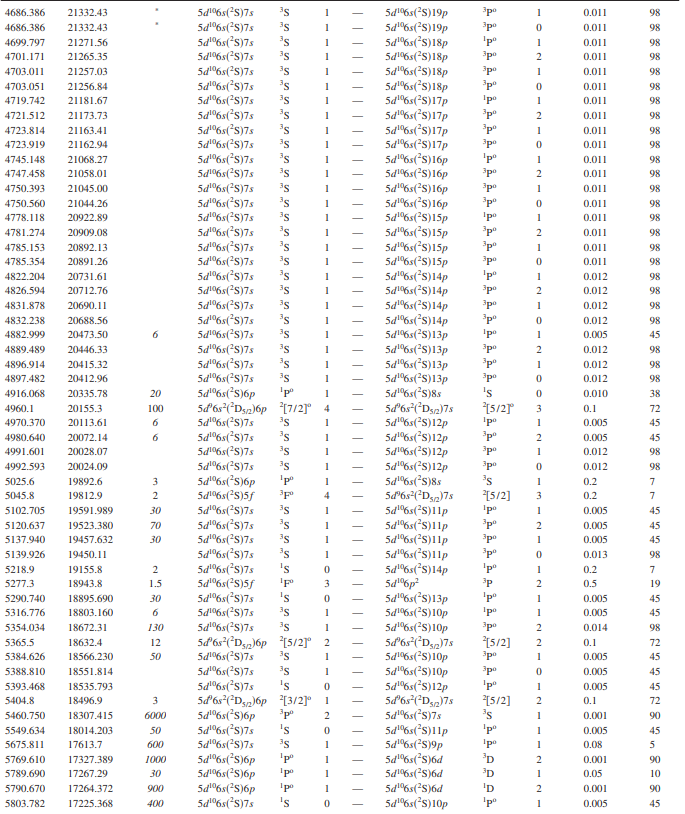 4686.386 21332.43 * 5d¹⁰6s(²S)7s ³S 1 — 5d¹⁰6s(²S)19p ³P° 1 0.011 98
4686.386 21332.43 * 5d¹⁰6s(²S)7s ³S 1 — 5d¹⁰6s(²S)19p ³P° 0 0.011 98
4699.797 21271.56 5d¹⁰6s(²S)7s ³S 1 — 5d¹⁰6s(²S)18p ¹P° 1 0.011 98
4701.171 21265.35 5d¹⁰6s(²S)7s ³S 1 — 5d¹⁰6s(²S)18p ³P° 2 0.011 98
4703.011 21257.03 5d¹⁰6s(²S)7s ³S 1 — 5d¹⁰6s(²S)18p ³P° 1 0.011 98
4703.051 21256.84 5d¹⁰6s(²S)7s ³S 1 — 5d¹⁰6s(²S)18p ³P° 0 0.011 98
4719.742 21181.67 5d¹⁰6s(²S)7s ³S 1 — 5d¹⁰6s(²S)17p ¹P° 1 0.011 98
4721.512 21173.73 5d¹⁰6s(²S)7s ³S 1 — 5d¹⁰6s(²S)17p ³P° 2 0.011 98
4723.814 21163.41 5d¹⁰6s(²S)7s ³S 1 — 5d¹⁰6s(²S)17p ³P° 1 0.011 98
4723.919 21162.94 5d¹⁰6s(²S)7s ³S 1 — 5d¹⁰6s(²S)17p ³P° 0 0.011 98
4745.148 21068.27 5d¹⁰6s(²S)7s ³S 1 — 5d¹⁰6s(²S)16p ¹P° 1 0.011 98
4747.458 21058.01 5d¹⁰6s(²S)7s ³S 1 — 5d¹⁰6s(²S)16p ³P° 2 0.011 98
4750.393 21045.00 5d¹⁰6s(²S)7s ³S 1 — 5d¹⁰6s(²S)16p ³P° 1 0.011 98
4750.560 21044.26 5d¹⁰6s(²S)7s ³S 1 — 5d¹⁰6s(²S)16p ³P° 0 0.011 98
4778.118 20922.89 5d¹⁰6s(²S)7s ³S 1 — 5d¹⁰6s(²S)15p ¹P° 1 0.011 98
4781.274 20909.08 5d¹⁰6s(²S)7s ³S 1 — 5d¹⁰6s(²S)15p ³P° 2 0.011 98
4785.153 20892.13 5d¹⁰6s(²S)7s ³S 1 — 5d¹⁰6s(²S)15p ³P° 1 0.011 98
4785.354 20891.26 5d¹⁰6s(²S)7s ³S 1 — 5d¹⁰6s(²S)15p ³P° 0 0.011 98
4822.204 20731.61 5d¹⁰6s(²S)7s ³S 1 — 5d¹⁰6s(²S)14p ¹P° 1 0.012 98
4826.594 20712.76 5d¹⁰6s(²S)7s ³S 1 — 5d¹⁰6s(²S)14p ³P° 2 0.012 98
4831.878 20690.11 5d¹⁰6s(²S)7s ³S 1 — 5d¹⁰6s(²S)14p ³P° 1 0.012 98
4832.238 20688.56 5d¹⁰6s(²S)7s ³S 1 — 5d¹⁰6s(²S)14p ³P° 0 0.012 98
4882.999 20473.50 6 5d¹⁰6s(²S)7s ³S 1 — 5d¹⁰6s(²S)13p ¹P° 1 0.005 45
4889.489 20446.33 5d¹⁰6s(²S)7s ³S 1 — 5d¹⁰6s(²S)13p ³P° 2 0.012 98
4896.914 20415.32 5d¹⁰6s(²S)7s ³S 1 — 5d¹⁰6s(²S)13p ³P° 1 0.012 98
4897.482 20412.96 5d¹⁰6s(²S)7s ³S 1 — 5d¹⁰6s(²S)13p ³P° 0 0.012 98
4916.068 20335.78 20 5d¹⁰6s(²S)6p ¹P° 1 — 5d¹⁰6s(²S)8s ¹S 0 0.010 38
4960.1 20155.3 100 5d⁹6s²(²D₅/₂)6p ²[7/2]° 4 — 5d⁹6s²(²D₅/₂)7s ²[5/2]° 3 0.1 72
4970.370 20113.61 6 5d¹⁰6s(²S)7s ³S 1 — 5d¹⁰6s(²S)12p ¹P° 1 0.005 45
4980.640 20072.14 6 5d¹⁰6s(²S)7s ³S 1 — 5d¹⁰6s(²S)12p ³P° 2 0.005 45
4991.601 20028.07 5d¹⁰6s(²S)7s ³S 1 — 5d¹⁰6s(²S)12p ³P° 1 0.012 98
4992.593 20024.09 5d¹⁰6s(²S)7s ³S 1 — 5d¹⁰6s(²S)12p ³P° 0 0.012 98
5025.6 19892.6 3 5d¹⁰6s(²S)6p ¹P° 1 — 5d¹⁰6s(²S)8s ³S 1 0.2 7
5045.8 19812.9 2 5d¹⁰6s(²S)5f ³F° 4 — 5d⁹6s²(²D₅/₂)7s ²[5/2] 3 0.2 7
5102.705 19591.989 30 5d¹⁰6s(²S)7s ³S 1 — 5d¹⁰6s(²S)11p ¹P° 1 0.005 45
5120.637 19523.380 70 5d¹⁰6s(²S)7s ³S 1 — 5d¹⁰6s(²S)11p ³P° 2 0.005 45
5137.940 19457.632 30 5d¹⁰6s(²S)7s ³S 1 — 5d¹⁰6s(²S)11p ³P° 1 0.005 45
5139.926 19450.11 5d¹⁰6s(²S)7s ³S 1 — 5d¹⁰6s(²S)11p ³P° 0 0.013 98
5218.9 19155.8 2 5d¹⁰6s(²S)7s ¹S 0 — 5d¹⁰6s(²S)14p ¹P° 1 0.2 7
5277.3 18943.8 1.5 5d¹⁰6s(²S)5f ¹F° 3 — 5d¹⁰6p² ³P 2 0.5 19
5290.740 18895.690 30 5d¹⁰6s(²S)7s ¹S 0 — 5d¹⁰6s(²S)13p ¹P° 1 0.005 45
5316.776 18803.160 6 5d¹⁰6s(²S)7s ³S 1 — 5d¹⁰6s(²S)10p ¹P° 1 0.005 45
5354.034 18672.31 130 5d¹⁰6s(²S)7s ³S 1 — 5d¹⁰6s(²S)10p ³P° 2 0.014 98
5365.5 18632.4 12 5d⁹6s²(²D₅/₂)6p ²[5/2]° 2 — 5d⁹6s²(²D₅/₂)7s ²[5/2] 2 0.1 72
5384.626 18566.230 50 5d¹⁰6s(²S)7s ³S 1 — 5d¹⁰6s(²S)10p ³P° 1 0.005 45
5388.810 18551.814 5d¹⁰6s(²S)7s ³S 1 — 5d¹⁰6s(²S)10p ³P° 0 0.005 45
5393.468 18535.793 5d¹⁰6s(²S)7s ¹S 0 — 5d¹⁰6s(²S)12p ¹P° 1 0.005 45
5404.8 18496.9 3 5d⁹6s²(²D₅/₂)6p ²[3/2]° 1 — 5d⁹6s²(²D₅/₂)7s ²[5/2] 2 0.1 72
5460.750 18307.415 6000 5d¹⁰6s(²S)6p ³P° 2 — 5d¹⁰6s(²S)7s ³S 1 0.001 90
5549.634 18014.203 50 5d¹⁰6s(²S)7s ¹S 0 — 5d¹⁰6s(²S)11p ¹P° 1 0.005 45
5675.811 17613.7 600 5d¹⁰6s(²S)7s ³S 1 — 5d¹⁰6s(²S)9p ¹P° 1 0.08 5
5769.610 17327.389 1000 5d¹⁰6s(²S)6p ¹P° 1 — 5d¹⁰6s(²S)6d ³D 2 0.001 90
5789.690 17267.29 30 5d¹⁰6s(²S)6p ¹P° 1 — 5d¹⁰6s(²S)6d ³D 1 0.05 10
5790.670 17264.372 900 5d¹⁰6s(²S)6p ¹P° 1 — 5d¹⁰6s(²S)6d ¹D 2 0.001 90
5803.782 17225.368 400 5d¹⁰6s(²S)7s ¹S 0 — 5d¹⁰6s(²S)10p ¹P° 1 0.005 45